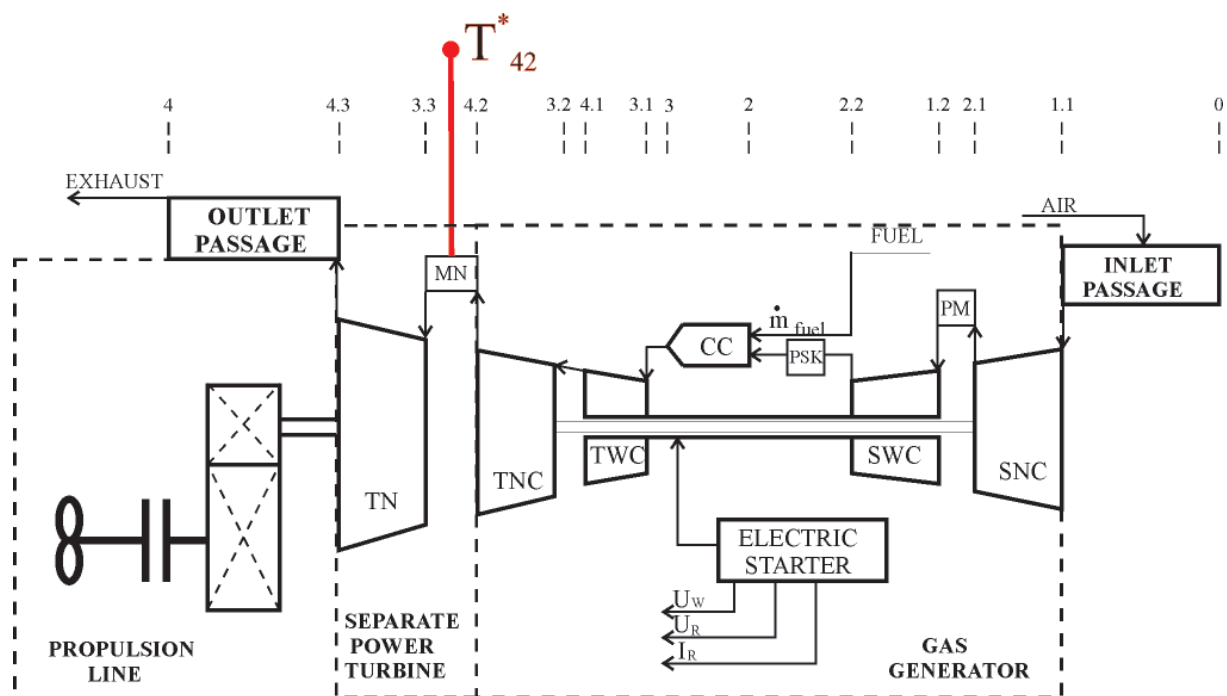 T*42
4 4.3 3.3 4.2 3.2 4.1 3.1 3 2 2.2 1.2 2.1 1.1 0
EXHAUST
OUTLET
PASSAGE
AIR
FUEL
INLET
PASSAGE
MN
PM
ṁ fuel
CC
PSK
TN
TNC
TWC
SWC
SNC
ELECTRIC
STARTER
UW
UR
IR
PROPULSION
LINE
SEPARATE
POWER
TURBINE
GAS
GENERATOR